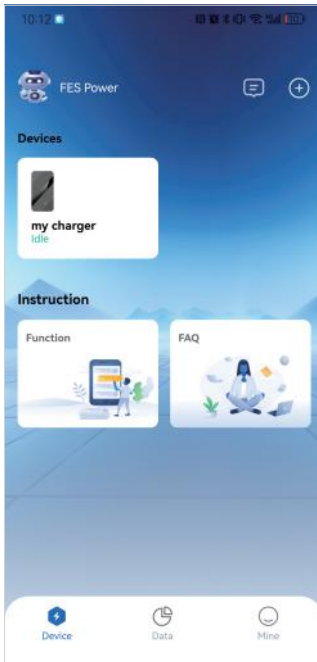 10:12
FES Power
Devices
my charger
Idle
Instruction
Function
FAQ
Device
Data
Mine